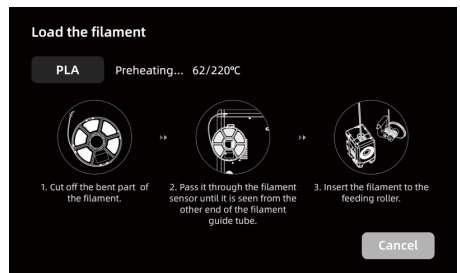 Load the filament
PLA
Preheating... 62/220℃
1. Cut off the bent part of
the filament.
2. Pass it through the filament
sensor until it is seen from the
other end of the filament
guide tube.
3. Insert the filament to the
feeding roller.
Cancel